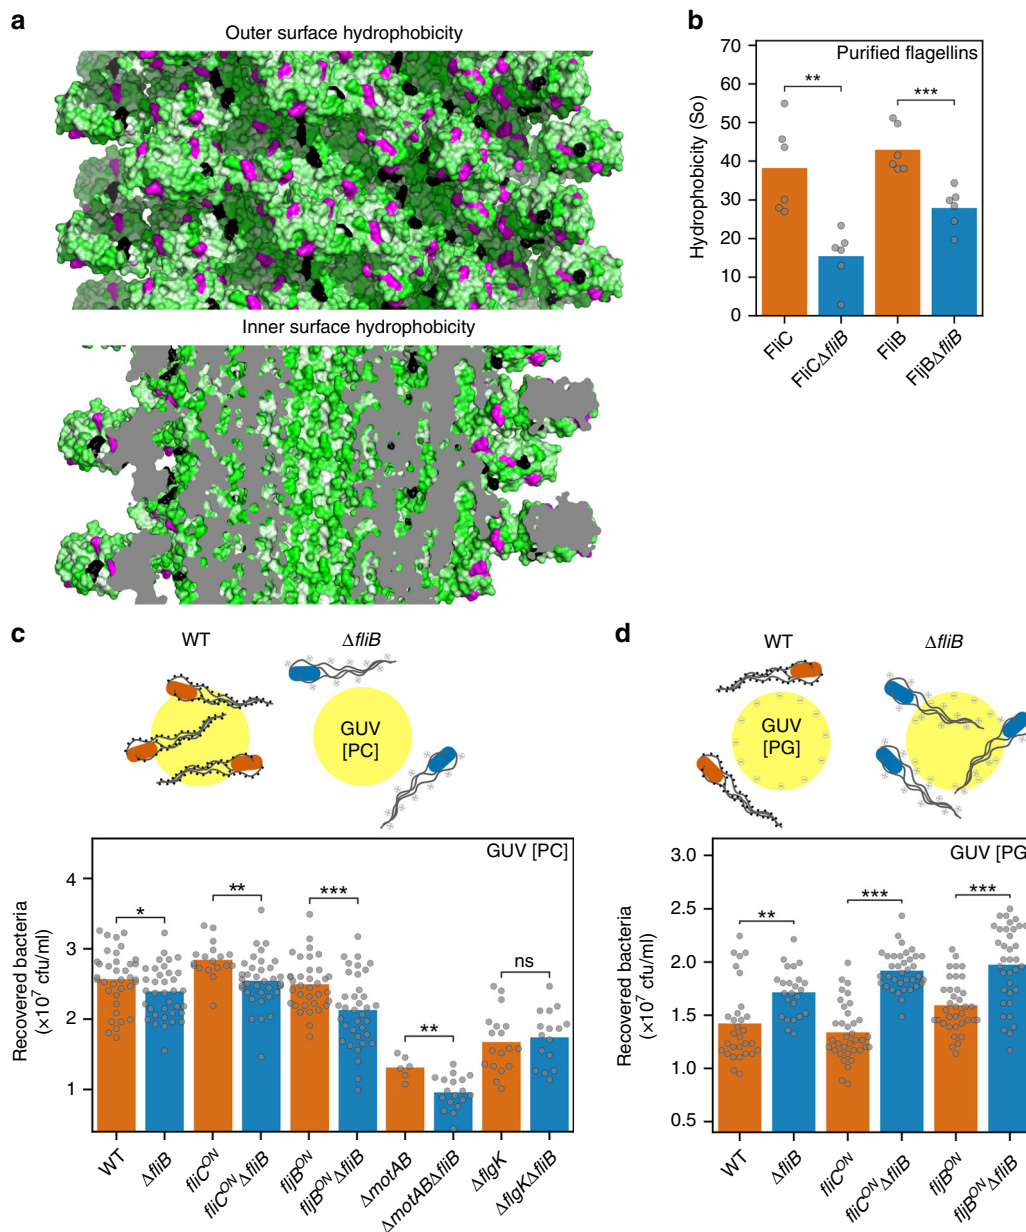 a
Outer surface hydrophobicity
Inner surface hydrophobicity
b
Purified flagellins
Hydrophobicity (So)
70
60
50
40
30
20
10
0
**
***
FliC
FliCΔfliB
FliB
FljBΔfliB
c
WT
ΔfliB
GUV
[PC]
GUV [PC]
Recovered bacteria
(×10⁷ cfu/ml)
4
3
2
1
*
**
***
**
ns
WT
ΔfliB
fliC^ON
fliC^ON ΔfliB
fljB^ON
fljB^ON ΔfliB
ΔmotAB
ΔmotABΔfliB
ΔflgK
ΔflgKΔfliB
d
WT
ΔfliB
GUV
[PG]
GUV [PG
Recovered bacteria
(×10⁷ cfu/ml)
3.0
2.5
2.0
1.5
1.0
0.5
**
***
***
WT
ΔfliB
fliC^ON
fliC^ON ΔfliB
fljB^ON
fljB^ON ΔfliB